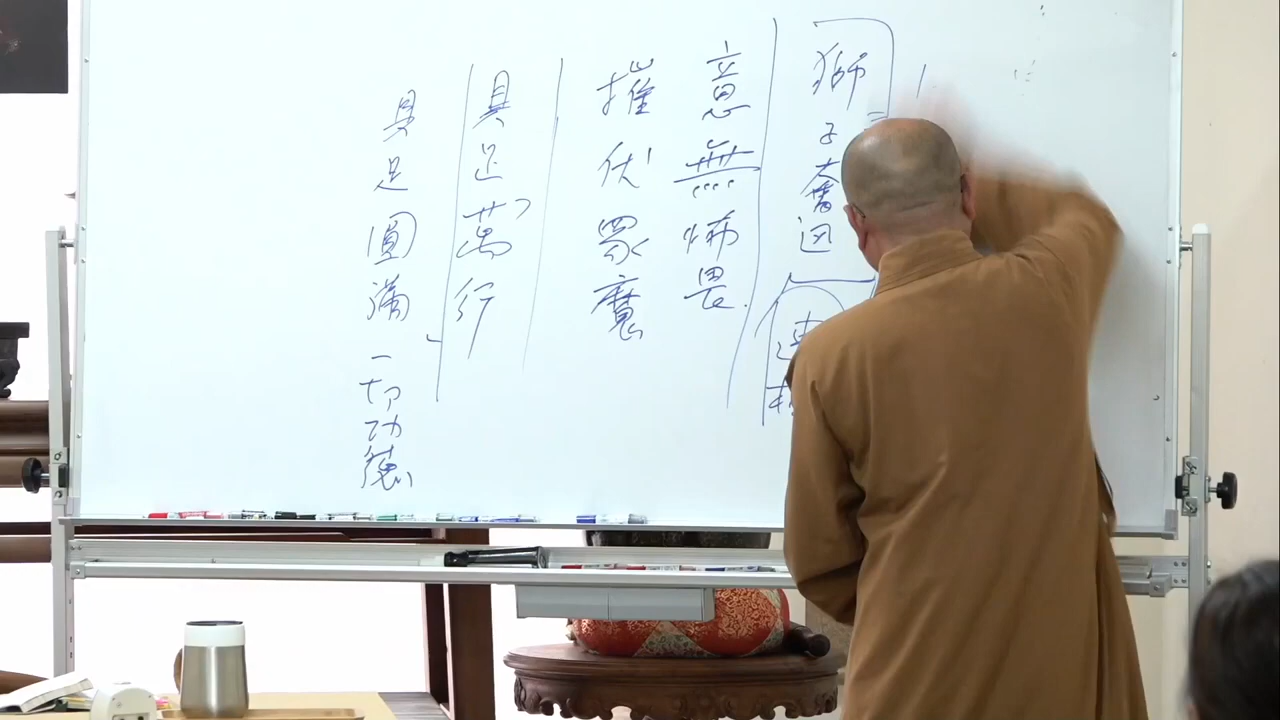 獅子奮迅
意無怖畏
摧伏眾魔
具足萬行
具足圓滿一切功德